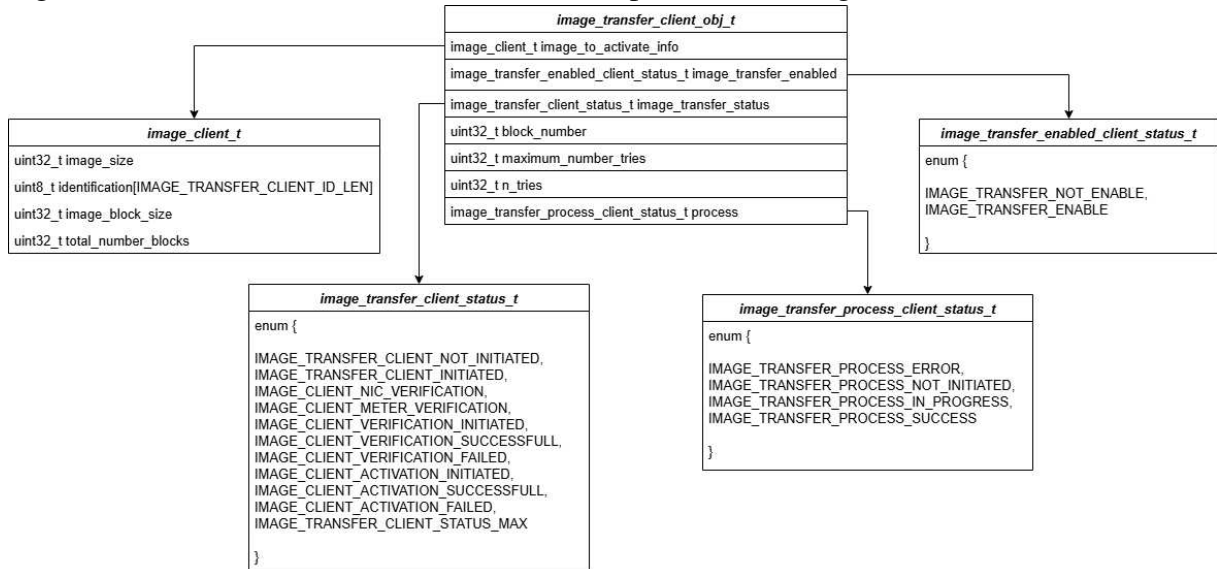 image_transfer_client_obj_t
image_client_t image_to_activate_info
image_transfer_enabled_client_status_t image_transfer_enabled
image_transfer_client_status_t image_transfer_status
uint32_t block_number
uint32_t maximum_number_tries
uint32_t n_tries
image_transfer_process_client_status_t process
image_client_t
uint32_t image_size
uint8_t identification[IMAGE_TRANSFER_CLIENT_ID_LEN]
uint32_t image_block_size
uint32_t total_number_blocks
image_transfer_enabled_client_status_t
enum {
IMAGE_TRANSFER_NOT_ENABLE,
IMAGE_TRANSFER_ENABLE
}
image_transfer_client_status_t
enum {
IMAGE_TRANSFER_CLIENT_NOT_INITIATED,
IMAGE_TRANSFER_CLIENT_INITIATED,
IMAGE_CLIENT_NIC_VERIFICATION,
IMAGE_CLIENT_METER_VERIFICATION,
IMAGE_CLIENT_VERIFICATION_INITIATED,
IMAGE_CLIENT_VERIFICATION_SUCCESSFULL,
IMAGE_CLIENT_VERIFICATION_FAILED,
IMAGE_CLIENT_ACTIVATION_INITIATED,
IMAGE_CLIENT_ACTIVATION_SUCCESSFULL,
IMAGE_CLIENT_ACTIVATION_FAILED,
IMAGE_TRANSFER_CLIENT_STATUS_MAX
}
image_transfer_process_client_status_t
enum {
IMAGE_TRANSFER_PROCESS_ERROR,
IMAGE_TRANSFER_PROCESS_NOT_INITIATED,
IMAGE_TRANSFER_PROCESS_IN_PROGRESS,
IMAGE_TRANSFER_PROCESS_SUCCESS
}